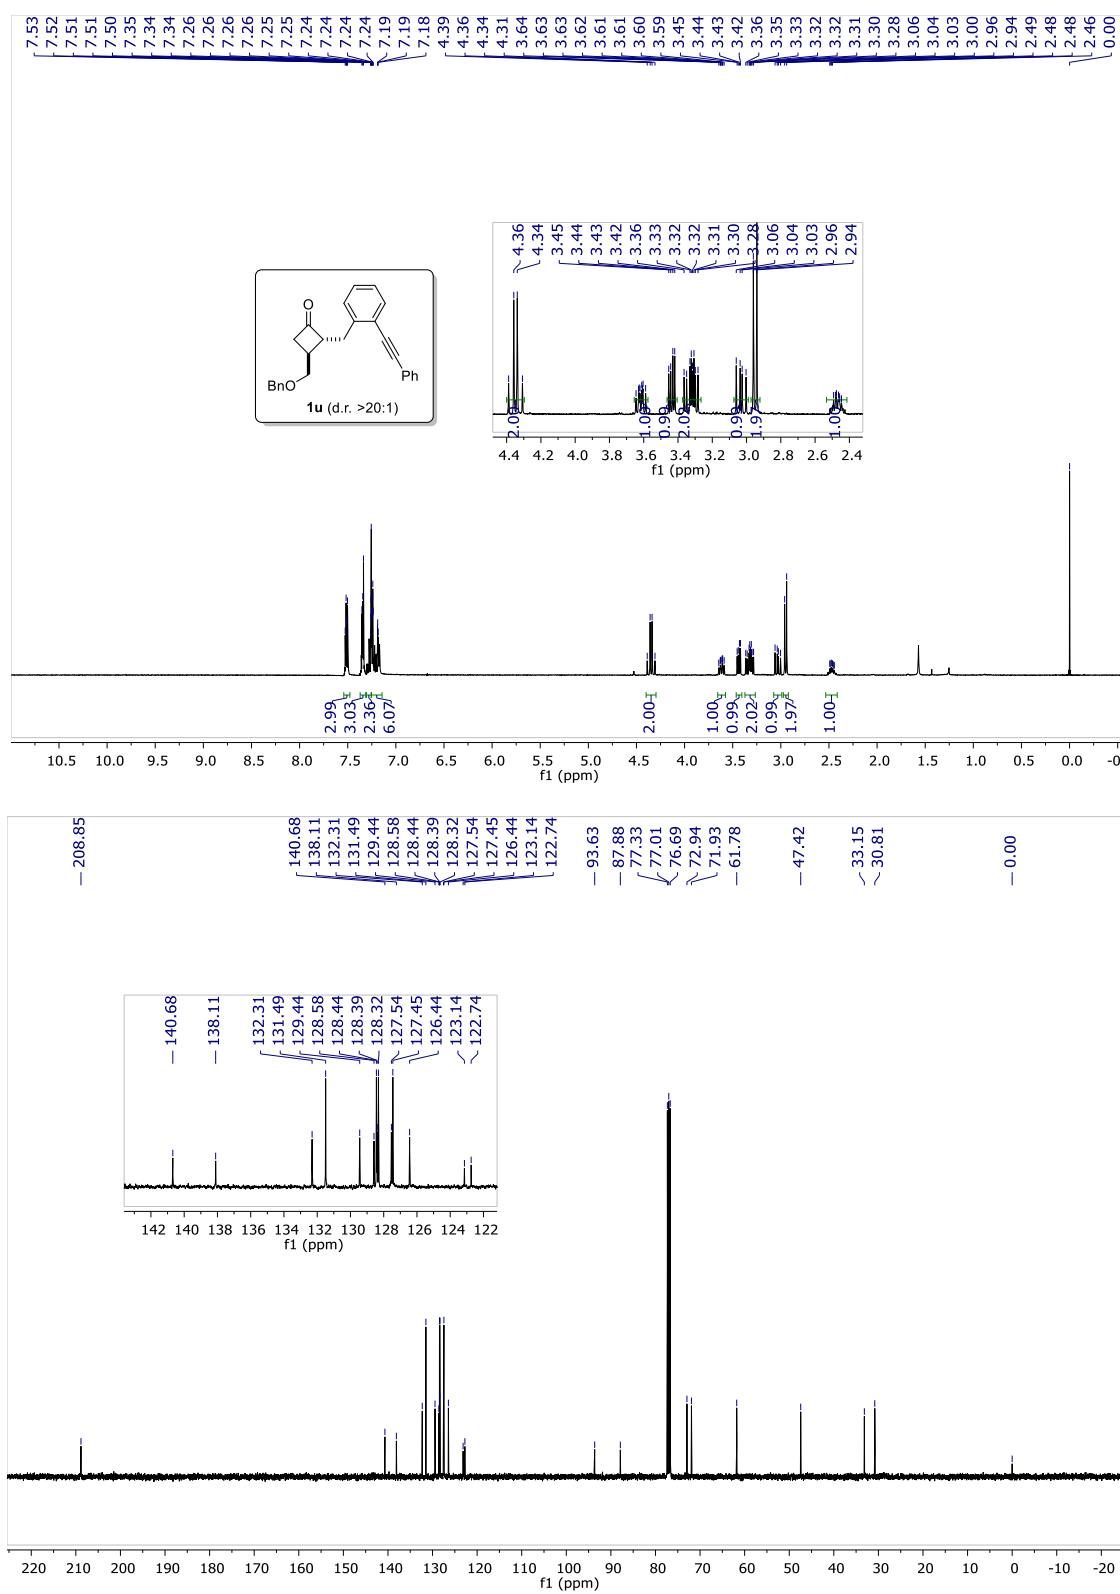 7.53 7.52 7.51 7.51 7.50 7.35 7.34 7.34 7.26 7.26 7.26 7.25 7.25 7.24 7.24 7.24 7.24 7.19 7.19 7.18 4.39 4.36 4.34 4.31 3.64 3.63 3.63 3.62 3.61 3.61 3.60 3.59 3.45 3.44 3.43 3.42 3.36 3.35 3.33 3.32 3.32 3.31 3.30 3.28 3.06 3.04 3.03 3.00 2.96 2.94 2.49 2.48 2.48 2.46 0.00
4.36 4.34 3.45 3.44 3.43 3.42 3.36 3.33 3.32 3.32 3.31 3.30 3.28 3.06 3.04 3.03 2.96 2.94
O
Ph
BnO
1u (d.r. >20:1)
4.4 4.2 4.0 3.8 3.6 3.4 3.2 3.0 2.8 2.6 2.4
f1 (ppm)
2.99 3.03 2.36 6.07 2.00 1.00 0.99 2.02 0.99 1.97 1.00
10.5 10.0 9.5 9.0 8.5 8.0 7.5 7.0 6.5 6.0 5.5 5.0 4.5 4.0 3.5 3.0 2.5 2.0 1.5 1.0 0.5 0.0 -0
f1 (ppm)
208.85 140.68 138.11 132.31 131.49 129.44 128.58 128.44 128.39 128.32 127.54 127.45 126.44 123.14 122.74 93.63 87.88 77.33 77.01 76.69 72.94 71.93 61.78 47.42 33.15 30.81 0.00
140.68 138.11 132.31 131.49 129.44 128.58 128.44 128.39 128.32 127.54 127.45 126.44 123.14 122.74
142 140 138 136 134 132 130 128 126 124 122
f1 (ppm)
220 210 200 190 180 170 160 150 140 130 120 110 100 90 80 70 60 50 40 30 20 10 0 -10 -20
f1 (ppm)